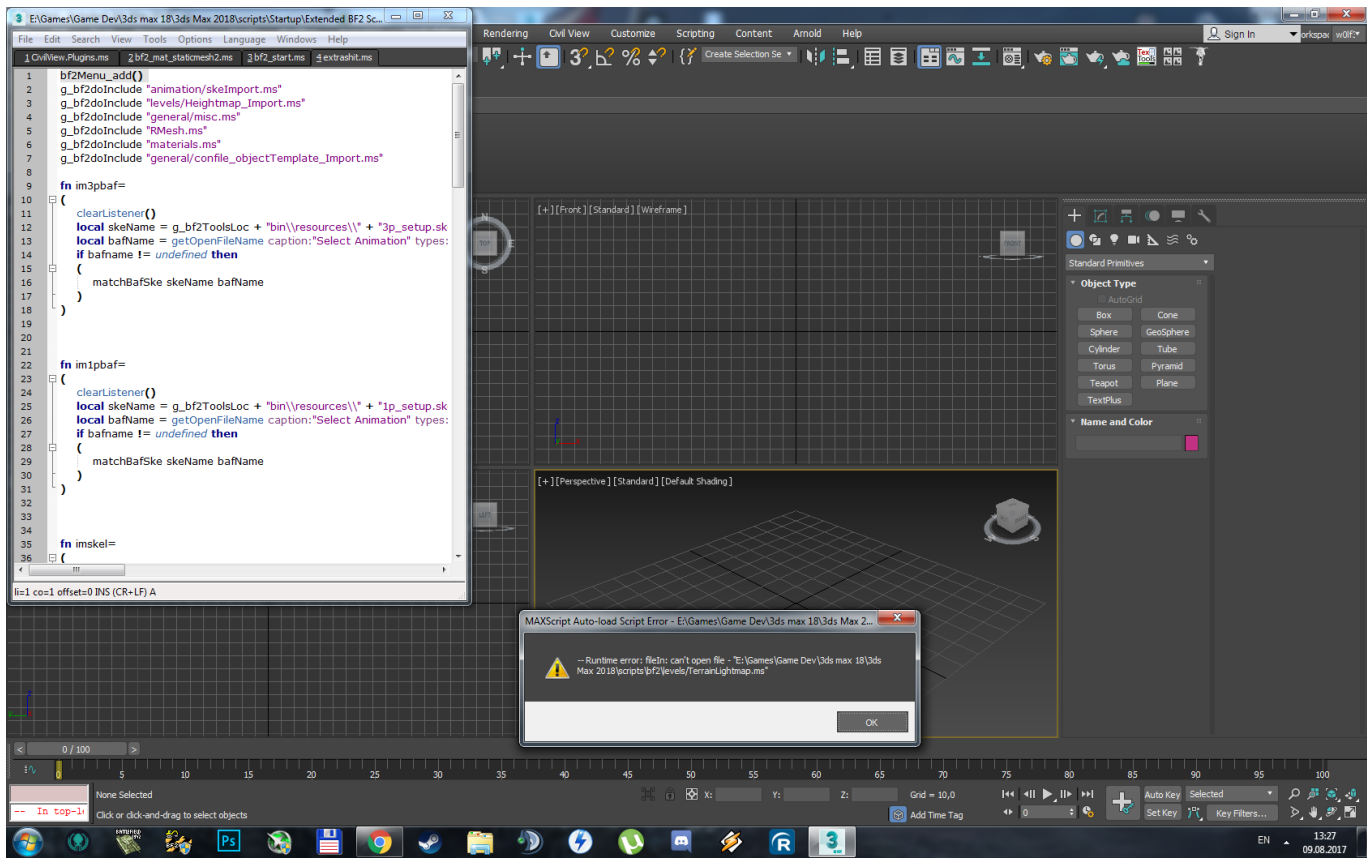 E:\Games\Game Dev\3ds max 18\3ds Max 2018\scripts\Startup\Extended BF2 Sc...
File Edit Search View Tools Options Language Windows Help
1 CivilView.Plugins.ms 2 bf2_mat_staticmesh2.ms 3 bf2_start.ms 4 extrashit.ms
1 bf2Menu_add()
2 g_bf2doInclude "animation/skeImport.ms"
3 g_bf2doInclude "levels/Heightmap_Import.ms"
4 g_bf2doInclude "general/misc.ms"
5 g_bf2doInclude "RMesh.ms"
6 g_bf2doInclude "materials.ms"
7 g_bf2doInclude "general/confile_objectTemplate_Import.ms"
8
9 fn im3pbaf=
10 (
11 clearListener()
12 local skeName = g_bf2ToolsLoc + "bin\\resources\\" + "3p_setup.sk
13 local bafName = getOpenFileName caption:"Select Animation" types:
14 if bafname != undefined then
15 (
16 matchBafSke skeName bafName
17 )
18 )
19
20
21
22 fn im1pbaf=
23 (
24 clearListener()
25 local skeName = g_bf2ToolsLoc + "bin\\resources\\" + "1p_setup.sk
26 local bafName = getOpenFileName caption:"Select Animation" types:
27 if bafname != undefined then
28 (
29 matchBafSke skeName bafName
30 )
31 )
32
33
34
35 fn imskel=
36 (
li=1 co=1 offset=0 INS (CR+LF) A
Rendering Civil View Customize Scripting Content Arnold Help
Sign In
Create Selection Se
[+] [Front] [Standard] [Wireframe]
TOP
N
E
S
FRONT
Standard Primitives
Object Type
AutoGrid
Box Cone
Sphere GeoSphere
Cylinder Tube
Torus Pyramid
Teapot Plane
TextPlus
Name and Color
[+] [Perspective] [Standard] [Default Shading]
LEFT
MAXScript Auto-load Script Error - E:\Games\Game Dev\3ds max 18\3ds Max 2...
-- Runtime error: fileIn: can't open file - "E:\Games\Game Dev\3ds max 18\3ds
Max 2018\scripts\bf2\levels/TerrainLightmap.ms"
OK
0 / 100
0 5 10 15 20 25 30 35 40 45 50 55 60 65 70 75 80 85 90 95 100
None Selected
X: Y: Z: Grid = 10,0
Auto Key Selected
-- In top-l
Click or click-and-drag to select objects
Add Time Tag
0
Set Key Key Filters...
Ps
EN
13:27
09.08.2017